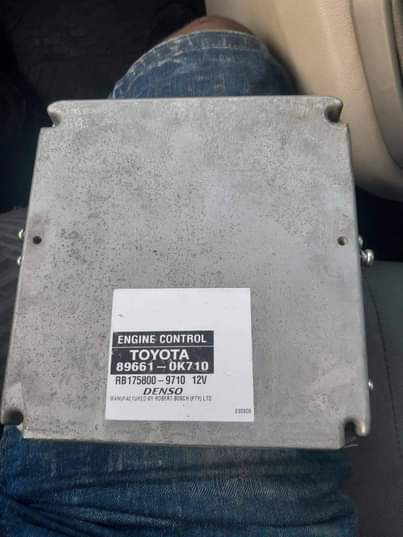 ENGINE CONTROL
TOYOTA
89661-0K710
RB175800-9710 12V
DENSO
MANUFACTURED BY ROBERT BOSCH (PTY) LTD